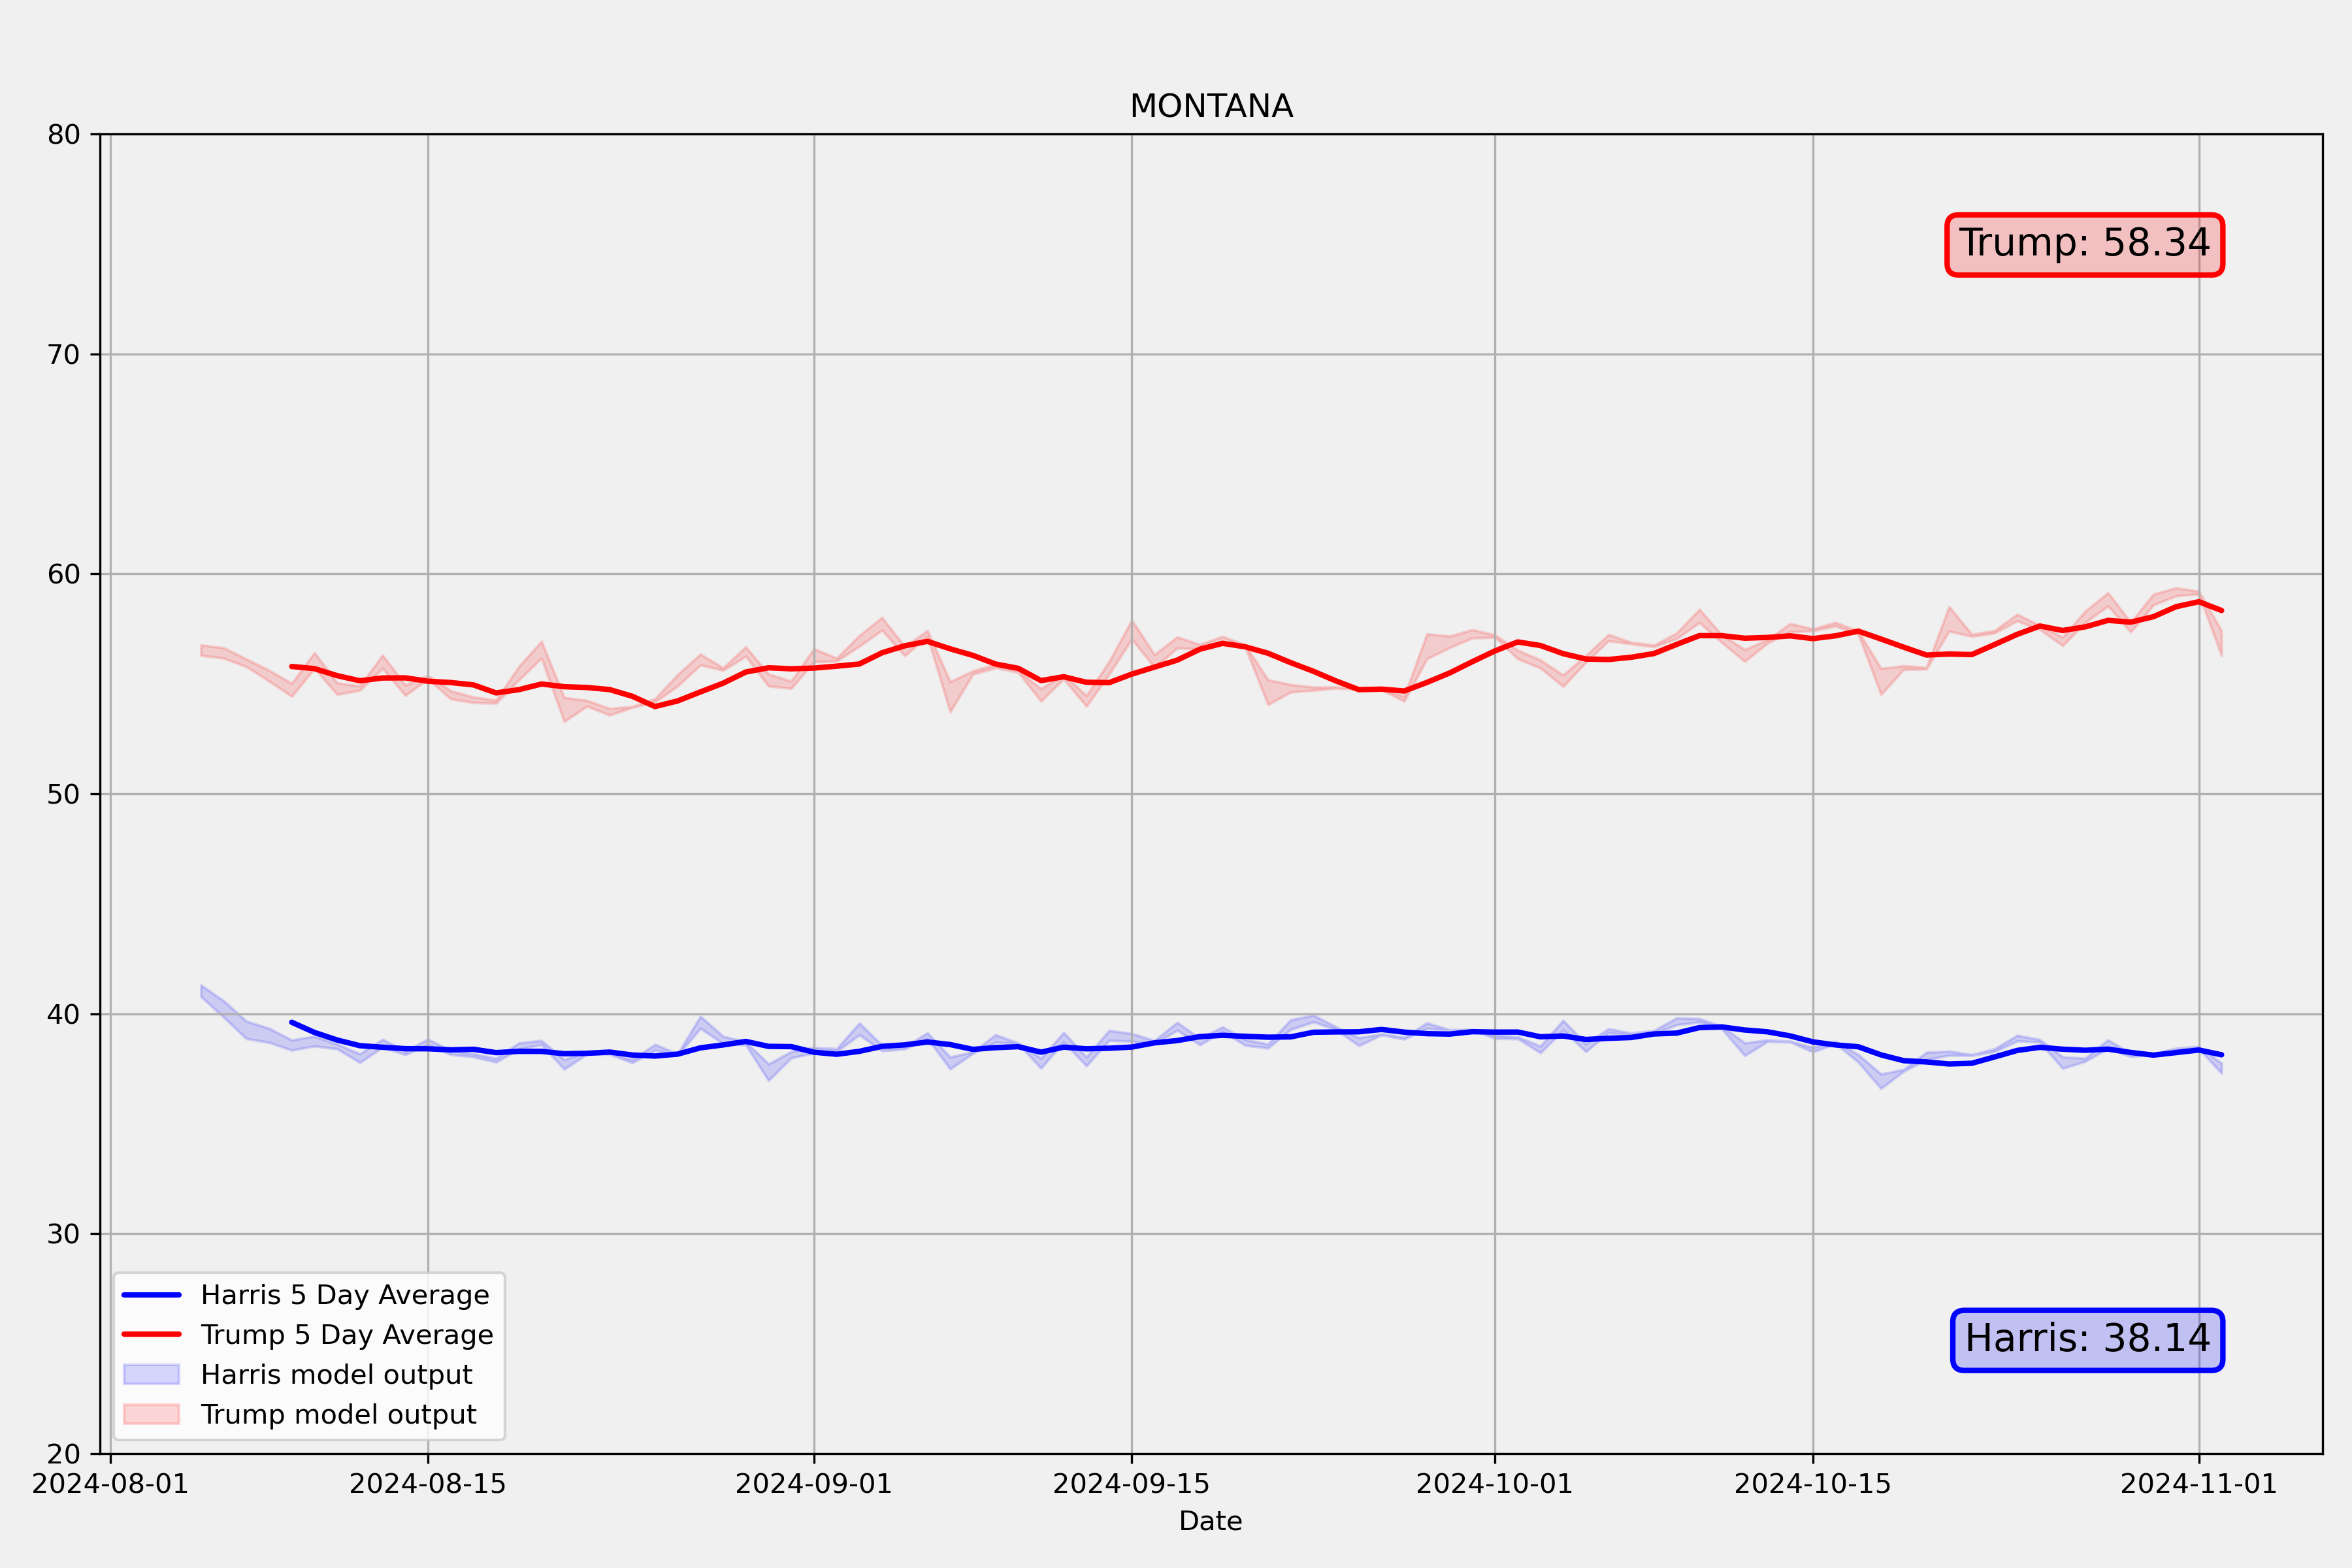 MONTANA
80
70
60
50
40
30
20
Trump: 58.34
Harris: 38.14
Harris 5 Day Average
Trump 5 Day Average
Harris model output
Trump model output
2024-08-01 2024-08-15 2024-09-01 2024-09-15 2024-10-01 2024-10-15 2024-11-01
Date